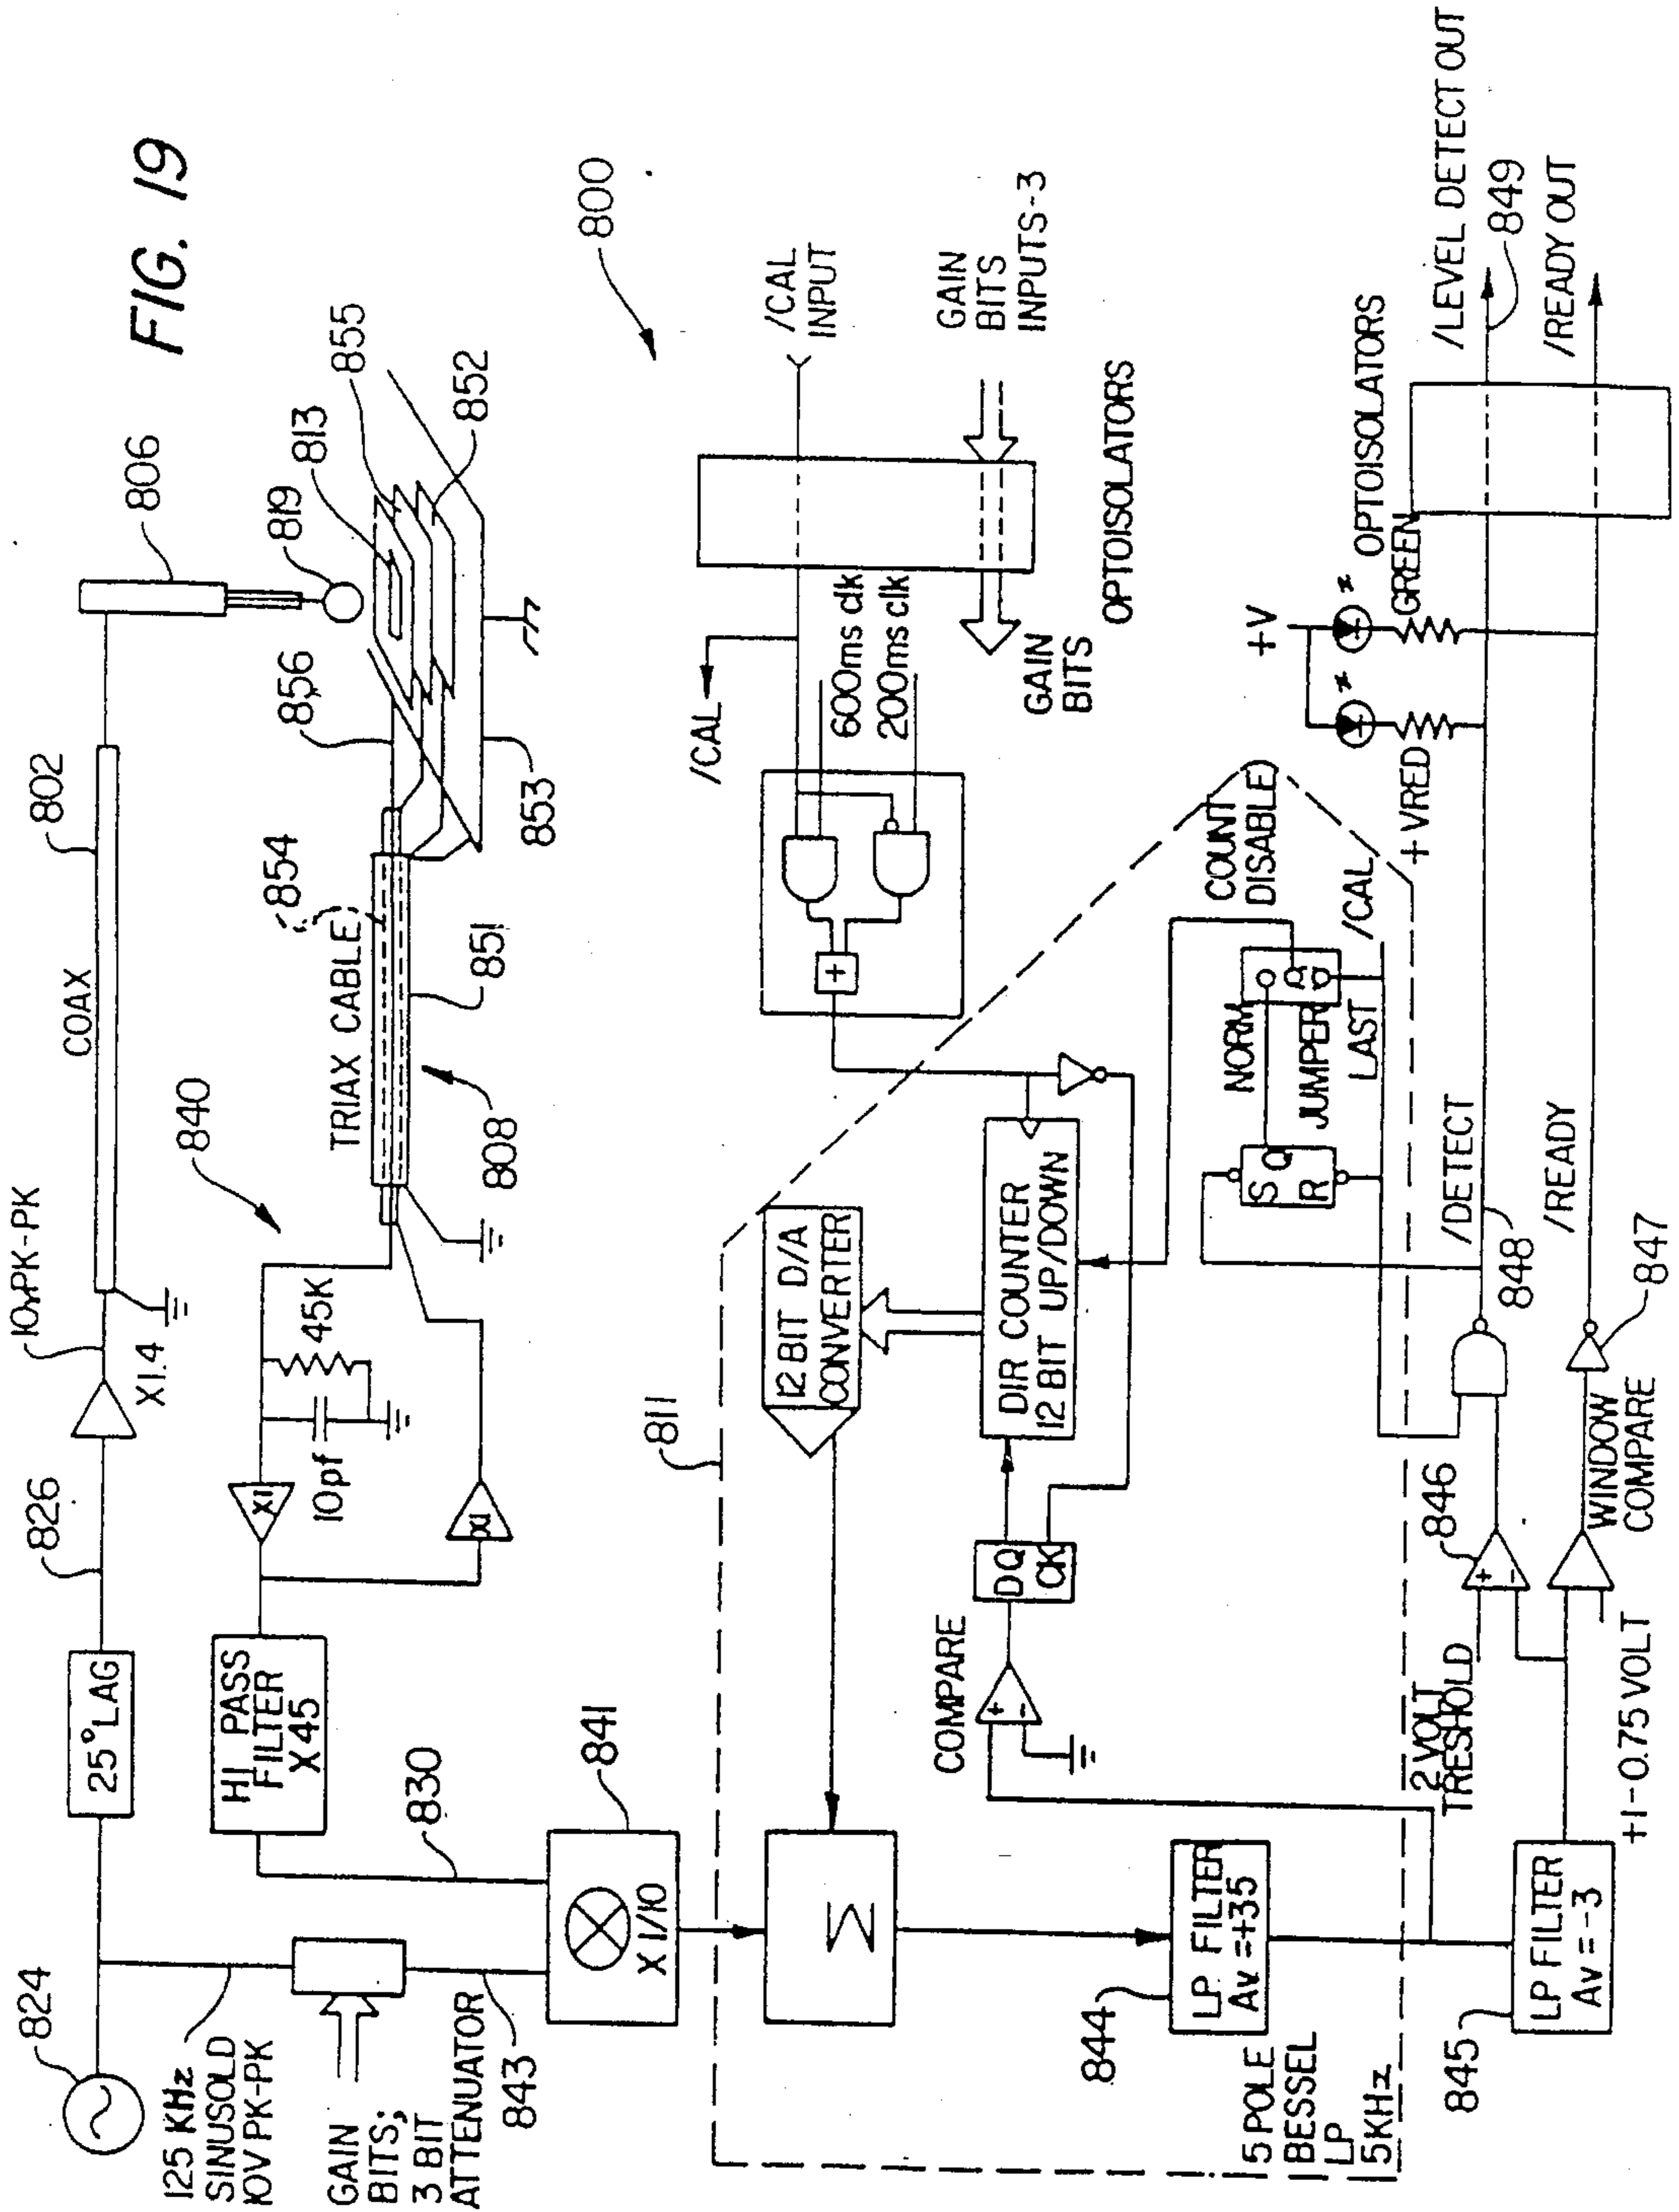 FIG. 19
824
125 KHz
SINUSOLD
10V PK-PK
25° LAG
826
10v PK-PK
X1.4
COAX
802
806
819
813
855
852
856
853
854
TRIAX CABLE
851
808
840
45K
10pf
X1
X1
HI PASS
FILTER
X 45
830
GAIN
BITS;
3 BIT
ATTENUATOR
843
841
X 1/10
800
/CAL
INPUT
GAIN
BITS
INPUTS-3
OPTOISOLATORS
/CAL
600ms clk
200ms clk
GAIN
BITS
+
811
12 BIT D/A
CONVERTER
DIR COUNTER
12 BIT UP/DOWN
COUNT
DISABLE
NORM
JUMPER
LAST
/CAL
S Q
R
COMPARE
D Q
CK
+
-
Σ
844
LP FILTER
Av = +35
5 POLE
BESSEL
LP
5KHz
845
LP FILTER
Av = -3
2 VOLT
TRESHOLD
+1-0.75 VOLT
846
+
-
WINDOW
COMPARE
847
848
/DETECT
/READY
+ VRED
+V
GREEN
OPTOISOLATORS
/LEVEL DETECT OUT
849
/READY OUT